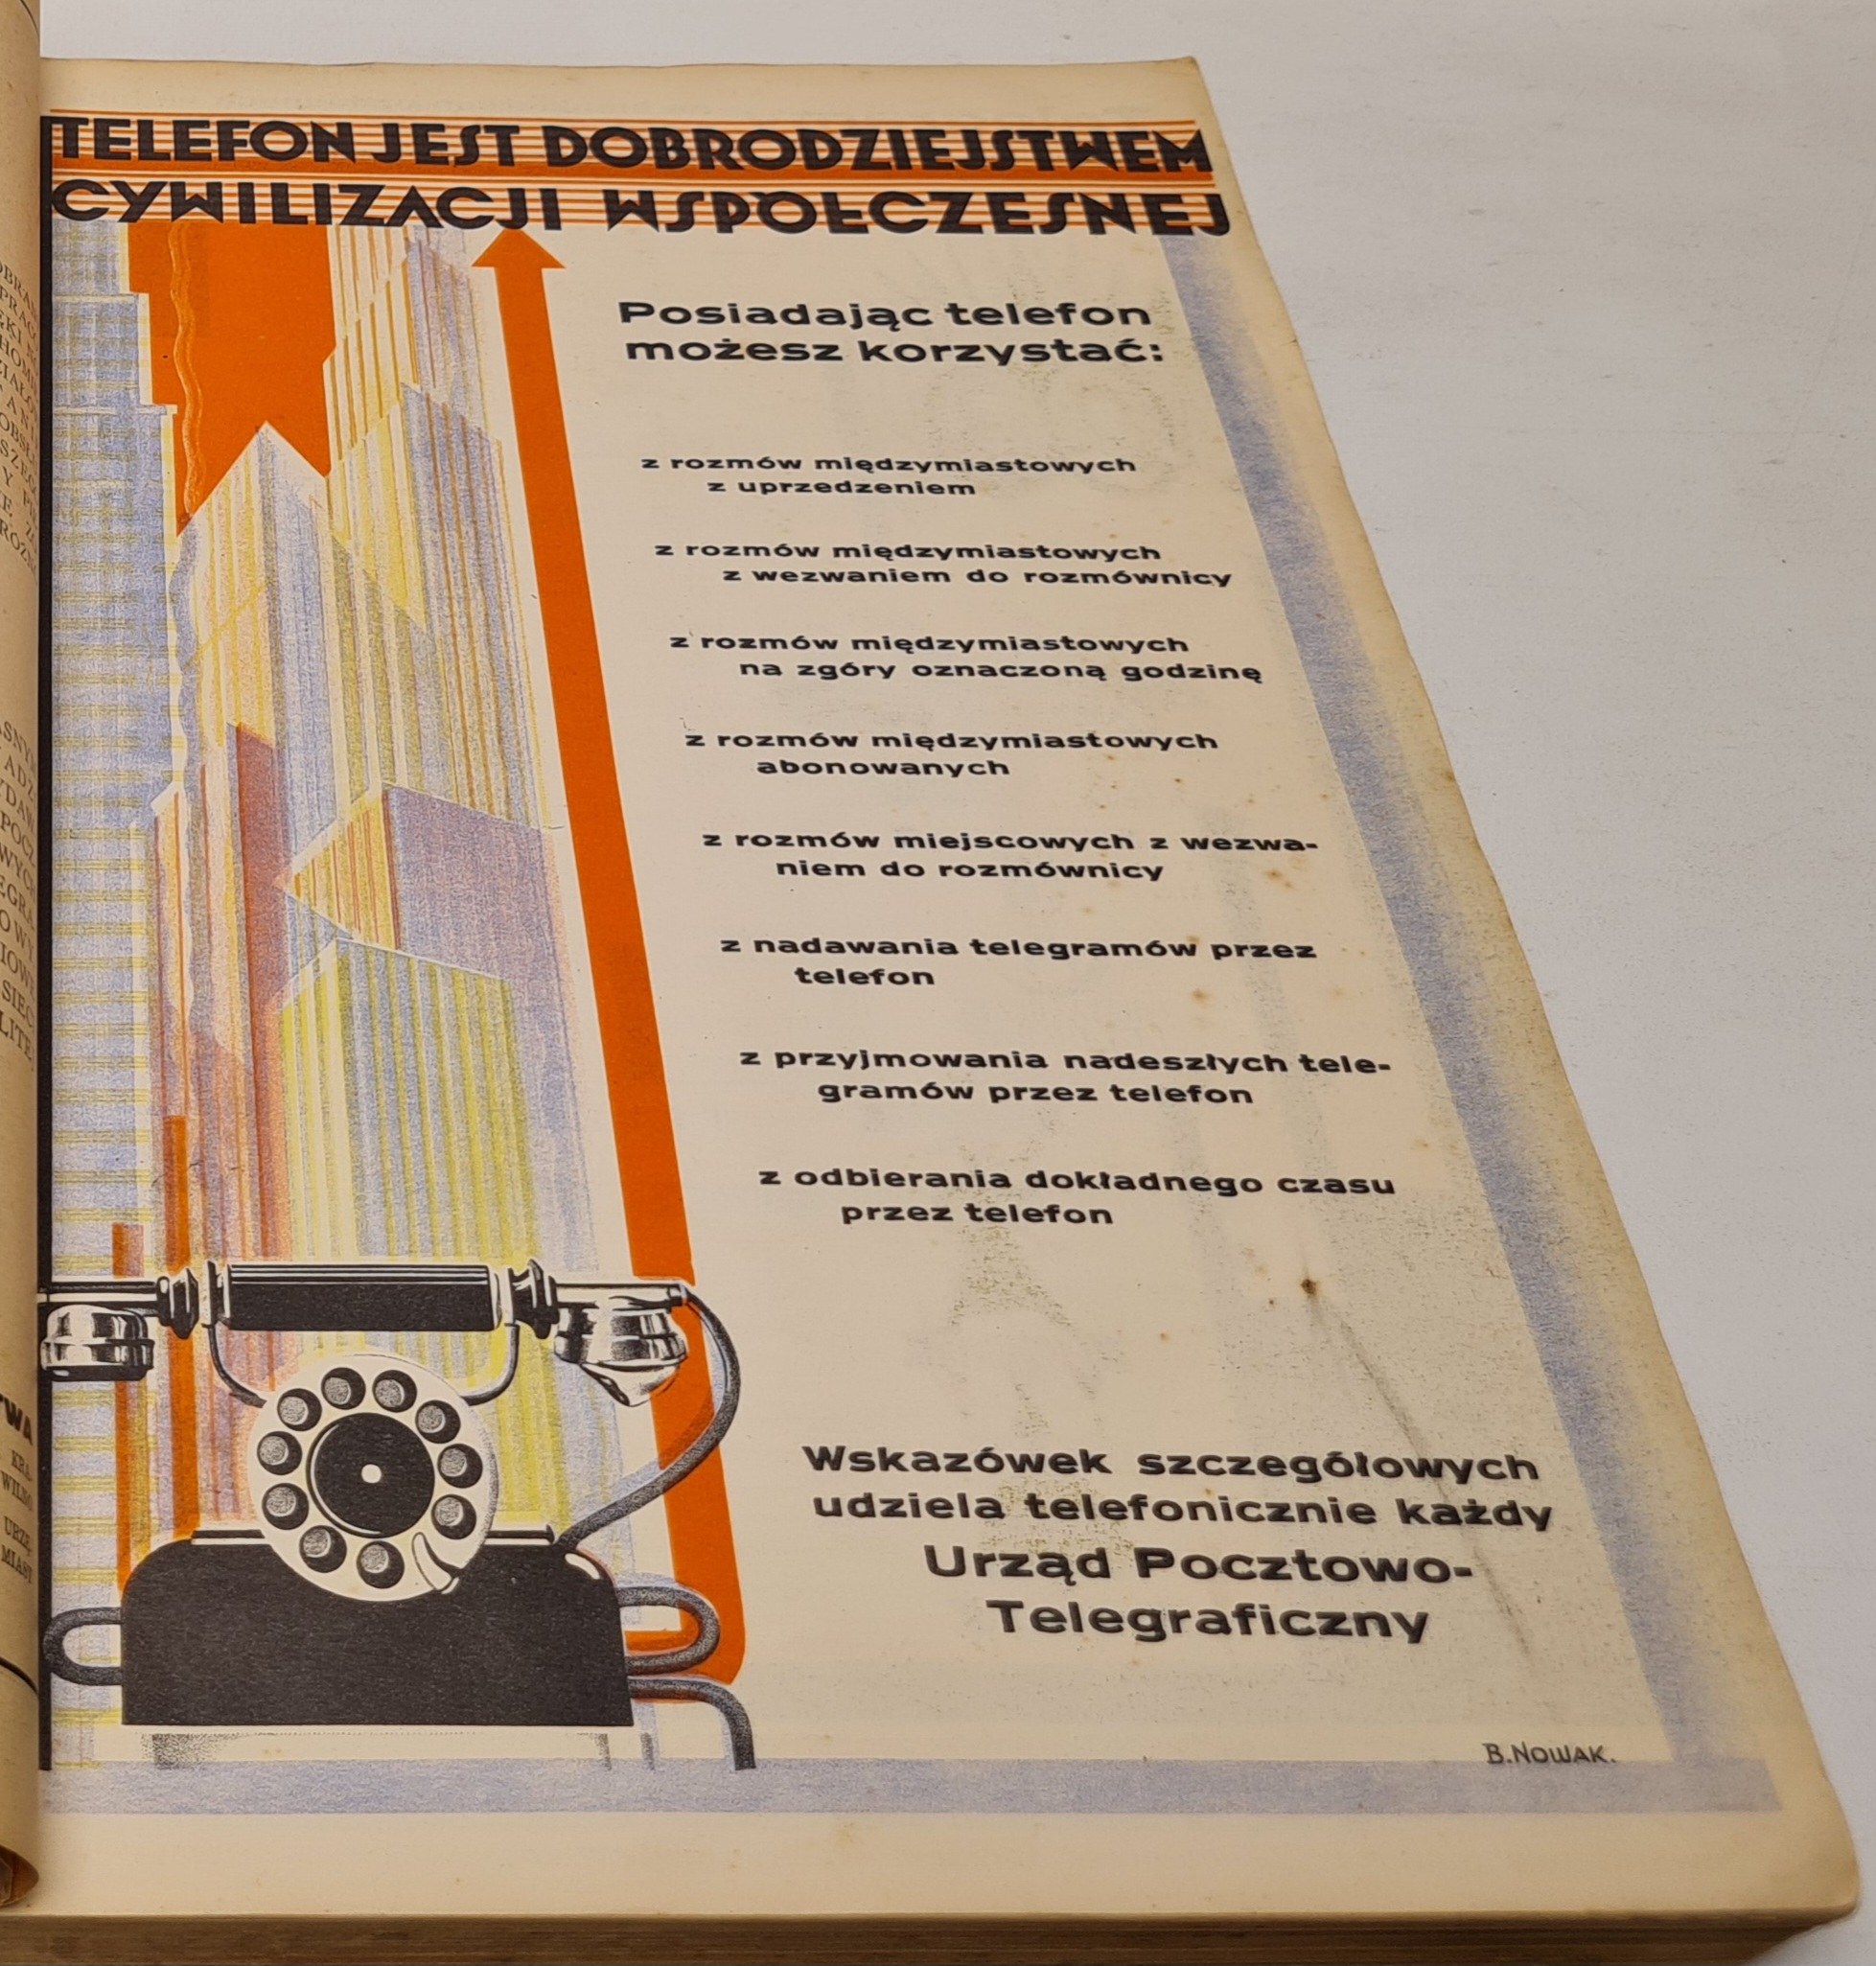 TELEFON JEST DOBRODZIEJSTWEM
CYWILIZACJI WSPÓŁCZESNEJ
Posiadając telefon
możesz korzystać:
z rozmów międzymiastowych
z uprzedzeniem
z rozmów międzymiastowych
z wezwaniem do rozmównicy
z rozmów międzymiastowych
na zgóry oznaczoną godzinę
z rozmów międzymiastowych
abonowanych
z rozmów miejscowych z wezwa-
niem do rozmównicy
z nadawania telegramów przez
telefon
z przyjmowania nadeszłych tele-
gramów przez telefon
z odbierania dokładnego czasu
przez telefon
Wskazówek szczegółowych
udziela telefonicznie każdy
Urząd Pocztowo-
Telegraficzny
B. NOWAK.